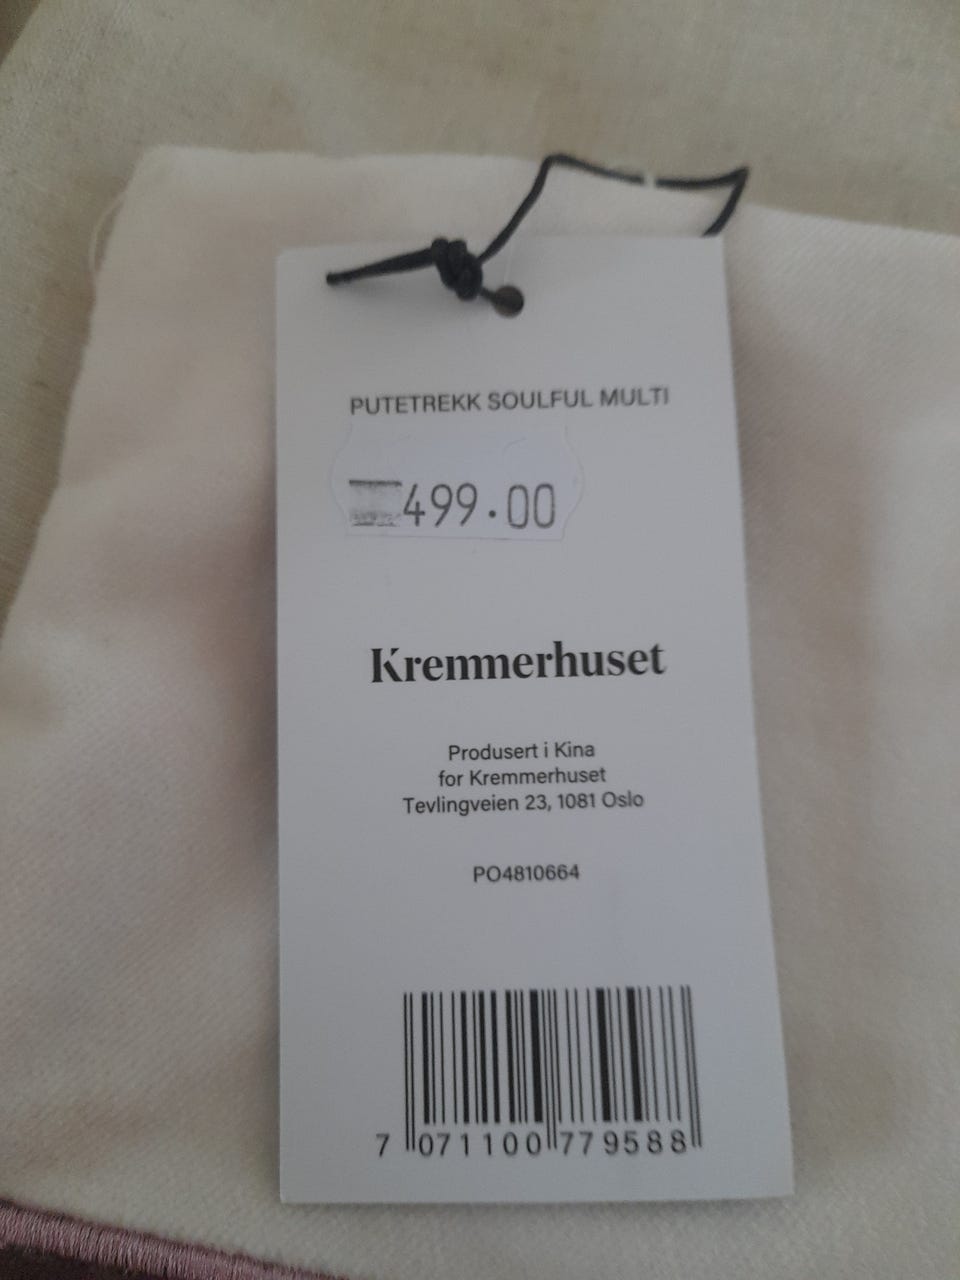 PUTETREKK SOULFUL MULTI
499.00
Kremmerhuset
Produsert i Kina
for Kremmerhuset
Tevlingveien 23, 1081 Oslo
PO4810664
7 071100 779588